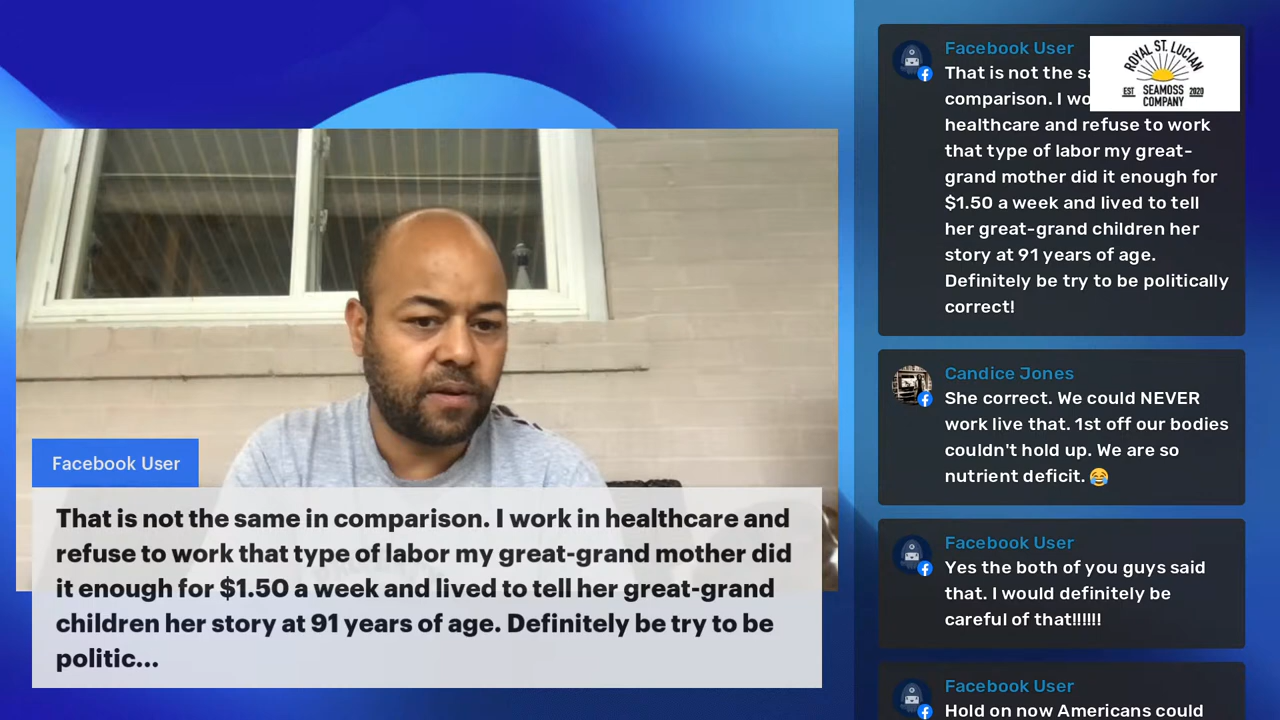 Facebook User
That is not the same in comparison. I work in healthcare and
refuse to work that type of labor my great-grand mother did
it enough for $1.50 a week and lived to tell her great-grand
children her story at 91 years of age. Definitely be try to be
politic...
Facebook User
That is not the
comparison. I
healthcare and refuse to work
that type of labor my great-
grand mother did it enough for
$1.50 a week and lived to tell
her great-grand children her
story at 91 years of age.
Definitely be try to be politically
correct!
ROYAL ST. LUCIAN
EST. 2020
SEAMOSS
COMPANY
Candice Jones
She correct. We could NEVER
work live that. 1st off our bodies
couldn't hold up. We are so
nutrient deficit. 😂
Facebook User
Yes the both of you guys said
that. I would definitely be
careful of that!!!!!!
Facebook User
Hold on now Americans could